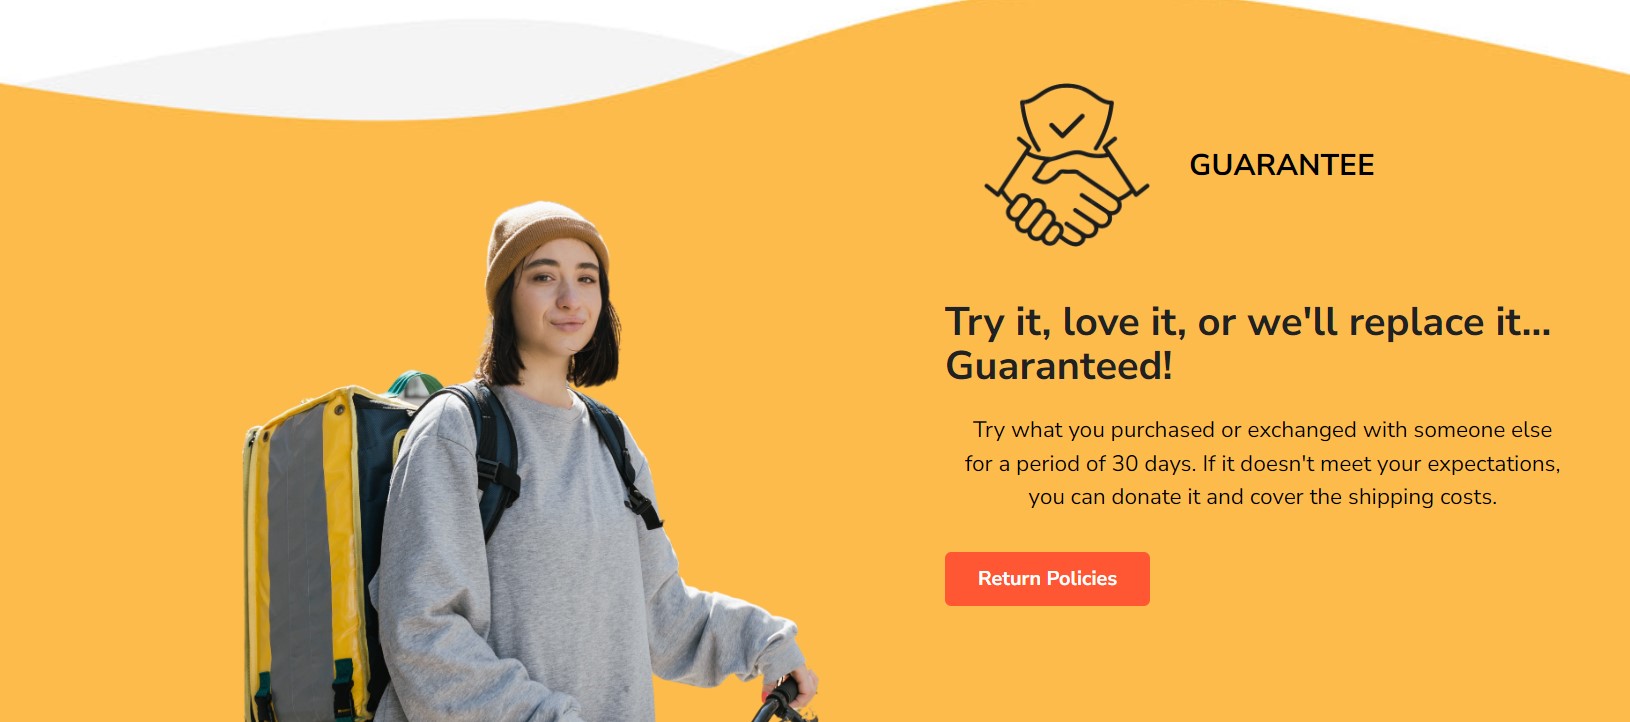 GUARANTEE
Try it, love it, or we'll replace it...
Guaranteed!
Try what you purchased or exchanged with someone else
for a period of 30 days. If it doesn't meet your expectations,
you can donate it and cover the shipping costs.
Return Policies